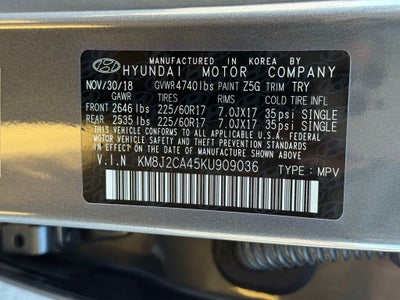 MANUFACTURED IN KOREA BY
HYUNDAI MOTOR COMPANY
NOV/30/18 GVWR4740lbs PAINT Z5G TRIM TRY
GAWR TIRES RIMS COLD TIRE INFLATION
FRONT 2646 lbs 225/60R17 7.0JX17 35psi SINGLE
REAR 2535 lbs 225/60R17 7.0JX17 35psi SINGLE
THIS VEHICLE CONFORMS TO ALL APPLICABLE U.S.A. FEDERAL
MOTOR VEHICLE SAFETY, BUMPER, AND THEFT PREVENTION STANDARDS
IN EFFECT ON THE DATE OF MANUFACTURE SHOWN ABOVE.
V.I.N KM8J2CA45KU909036 TYPE:MPV